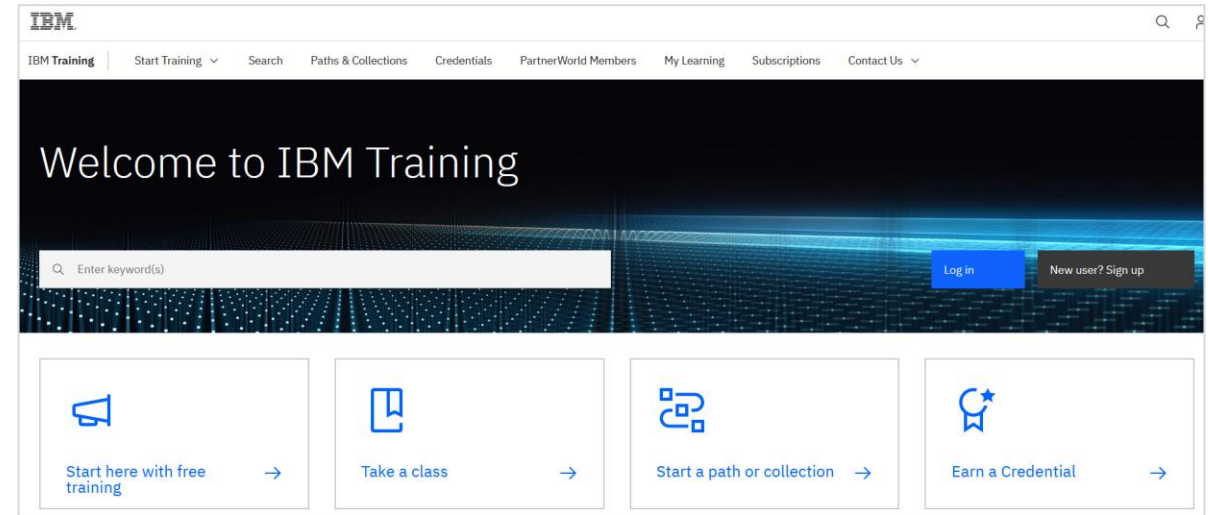 IBM
IBM Training Start Training Search Paths & Collections Credentials PartnerWorld Members My Learning Subscriptions Contact Us
Welcome to IBM Training
Enter keyword(s)
Log in
New user? Sign up
Start here with free
training
Take a class
Start a path or collection
Earn a Credential